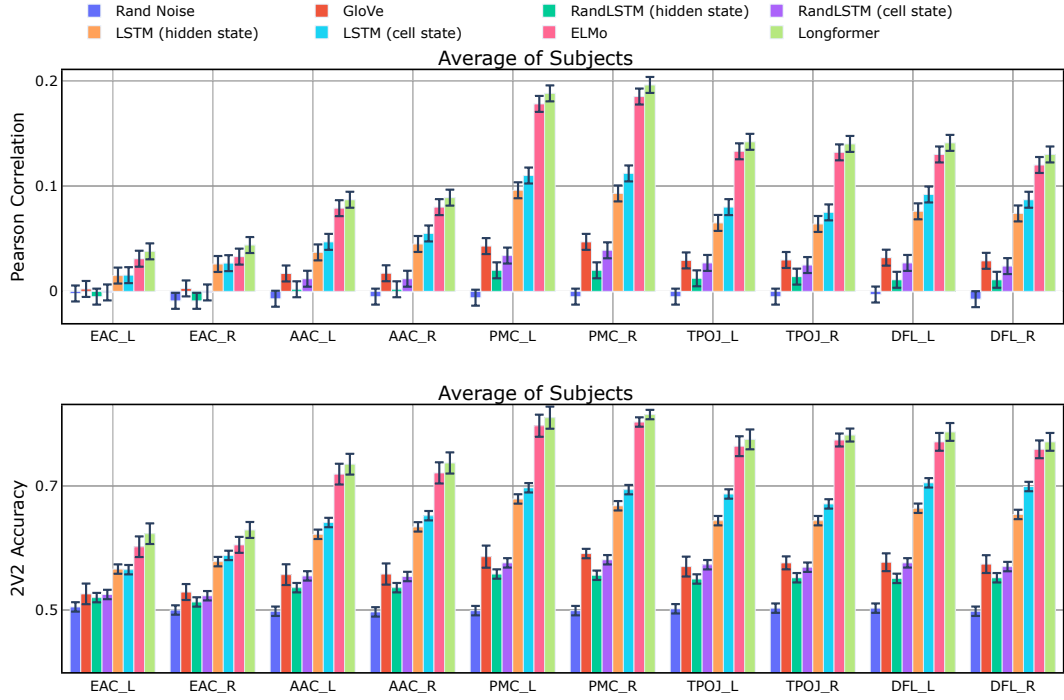 Rand Noise GloVe RandLSTM (hidden state) RandLSTM (cell state)
LSTM (hidden state) LSTM (cell state) ELMo Longformer
Average of Subjects
Pearson Correlation
0.2
0.1
0
EAC_L EAC_R AAC_L AAC_R PMC_L PMC_R TPOJ_L TPOJ_R DFL_L DFL_R
Average of Subjects
2V2 Accuracy
0.7
0.5
EAC_L EAC_R AAC_L AAC_R PMC_L PMC_R TPOJ_L TPOJ_R DFL_L DFL_R